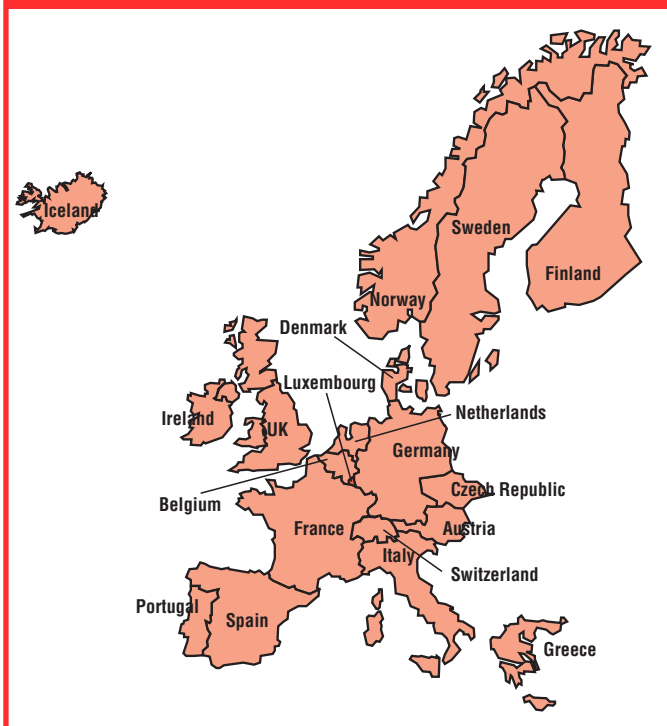 Iceland
Sweden
Finland
Norway
Denmark
Luxembourg
Netherlands
Ireland
UK
Germany
Czech Republic
Belgium
France
Austria
Italy
Switzerland
Portugal
Spain
Greece